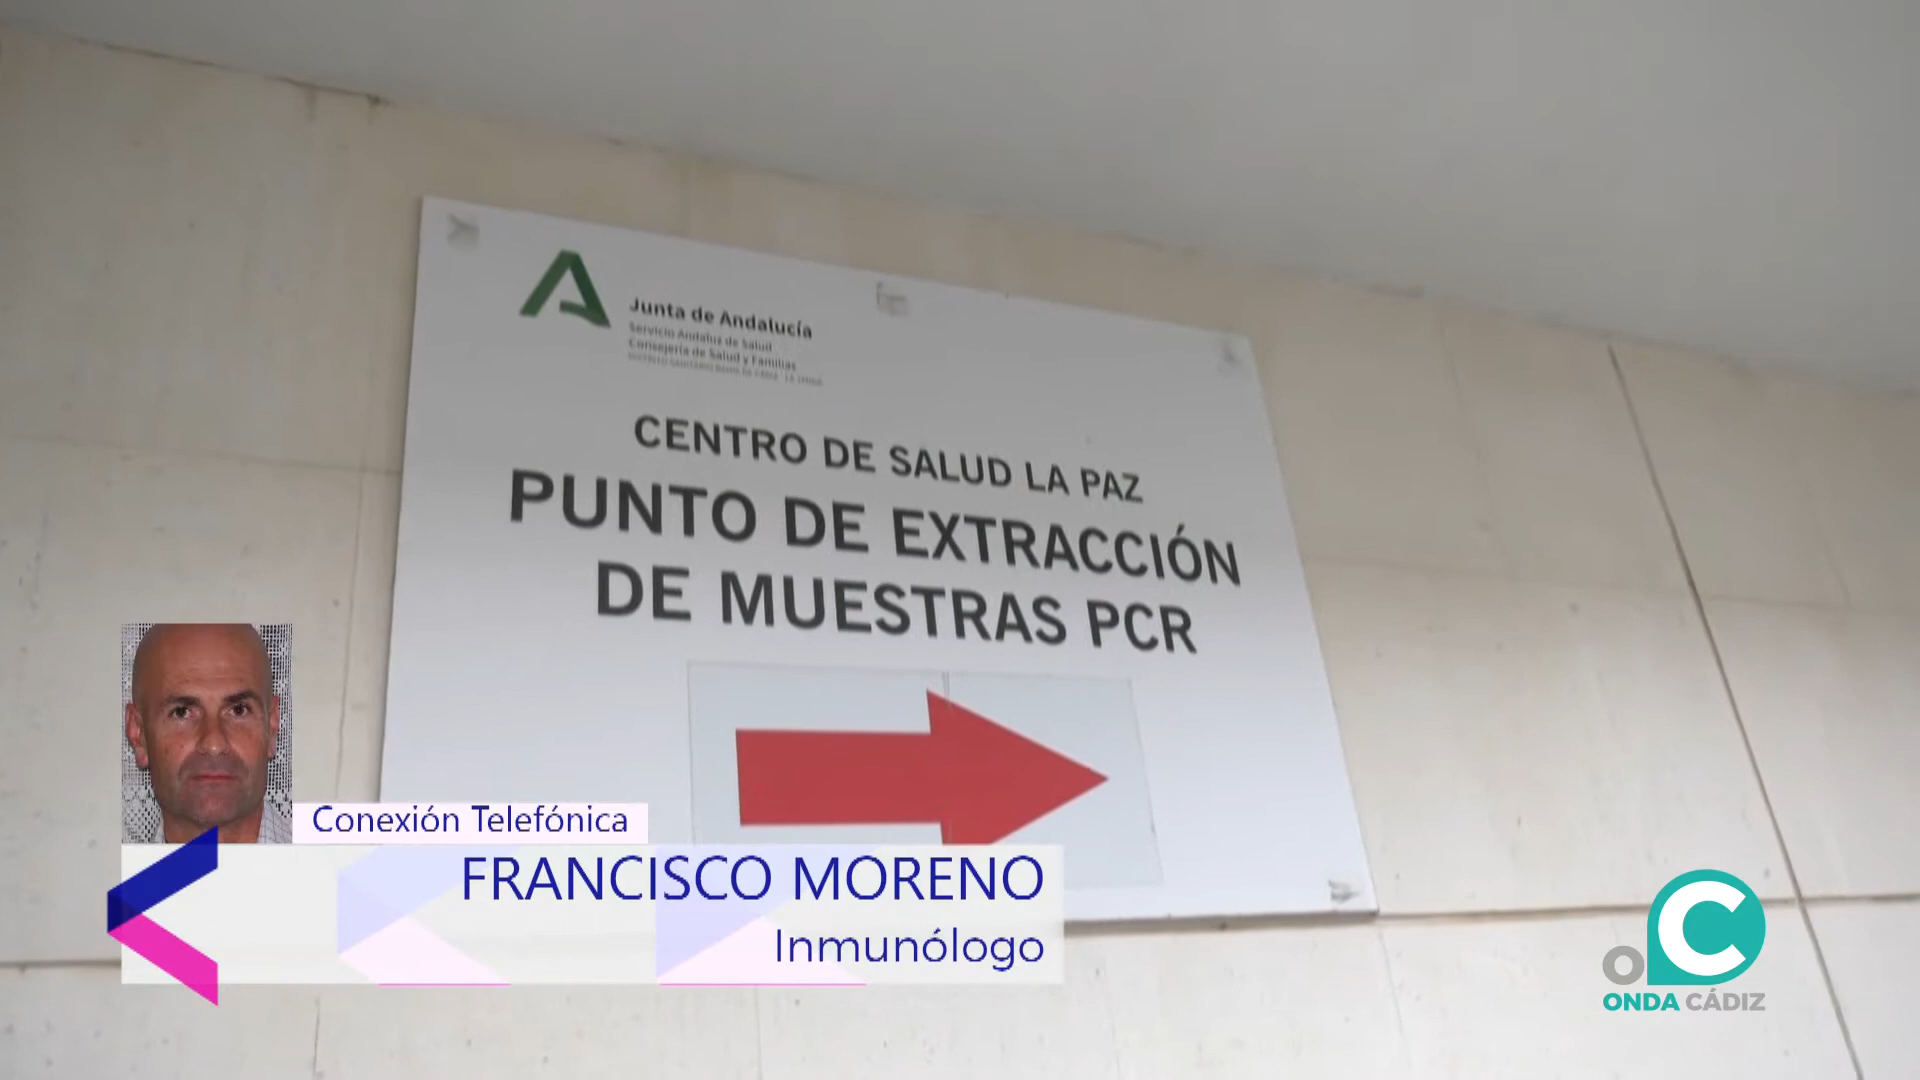 Junta de Andalucía
Servicio Andaluz de Salud
Consejería de Salud y Familias
CENTRO DE SALUD LA PAZ
PUNTO DE EXTRACCIÓN
DE MUESTRAS PCR
Conexión Telefónica
FRANCISCO MORENO
Inmunólogo
ONDA CÁDIZ